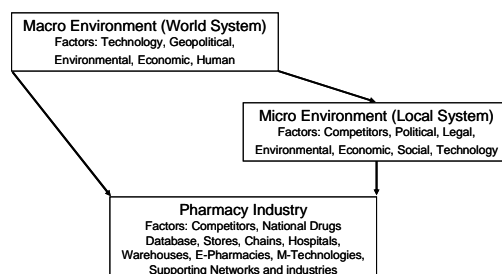 Macro Environment (World System)
Factors: Technology, Geopolitical,
Environmental, Economic, Human
Micro Environment (Local System)
Factors: Competitors, Political, Legal,
Environmental, Economic, Social, Technology
Pharmacy Industry
Factors: Competitors, National Drugs
Database, Stores, Chains, Hospitals,
Warehouses, E-Pharmacies, M-Technologies,
Supporting Networks and industries